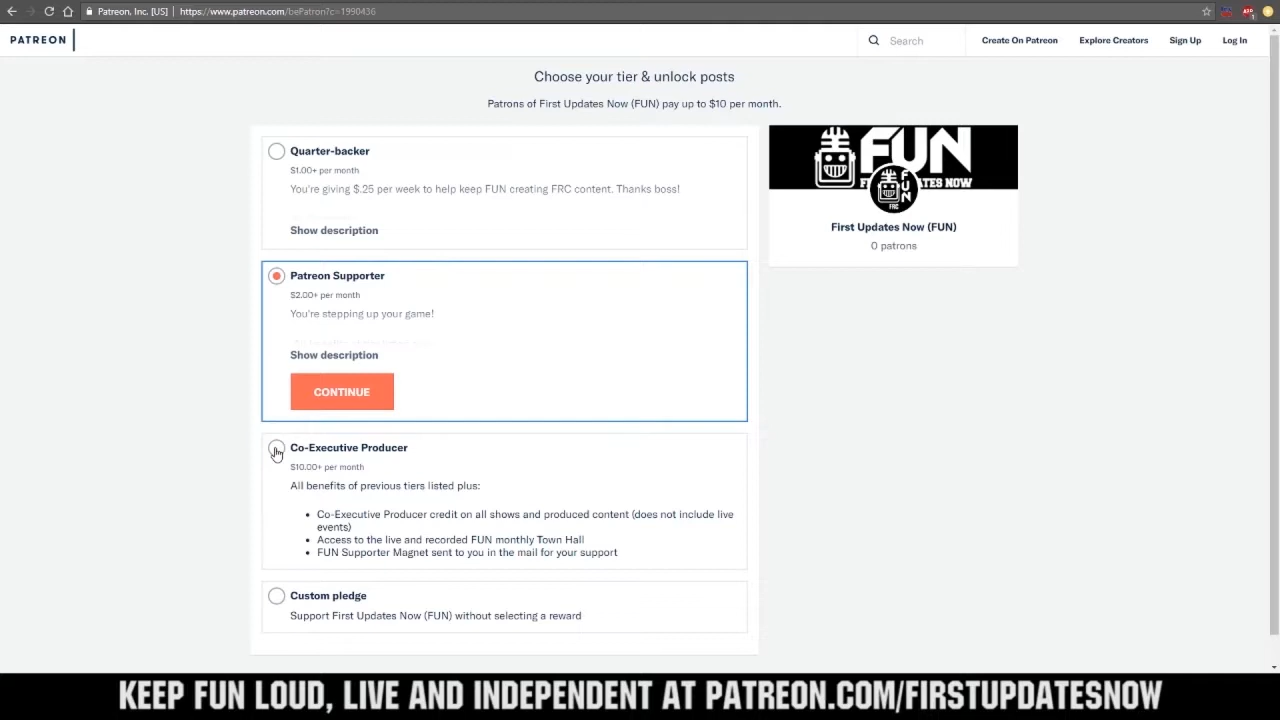 Patreon, Inc. [US] | https://www.patreon.com/bePatron?c=1990436
PATREON
Search
Create On Patreon
Explore Creators
Sign Up
Log In
Choose your tier & unlock posts
Patrons of First Updates Now (FUN) pay up to $10 per month.
Quarter-backer
$1.00+ per month
You're giving $.25 per week to help keep FUN creating FRC content. Thanks boss!
Show description
Patreon Supporter
$2.00+ per month
You're stepping up your game!
Show description
CONTINUE
Co-Executive Producer
$10.00+ per month
All benefits of previous tiers listed plus:
• Co-Executive Producer credit on all shows and produced content (does not include live
events)
• Access to the live and recorded FUN monthly Town Hall
• FUN Supporter Magnet sent to you in the mail for your support
Custom pledge
Support First Updates Now (FUN) without selecting a reward
FUN
UPDATES NOW
FUN
FRC
First Updates Now (FUN)
0 patrons
KEEP FUN LOUD, LIVE AND INDEPENDENT AT PATREON.COM/FIRSTUPDATESNOW